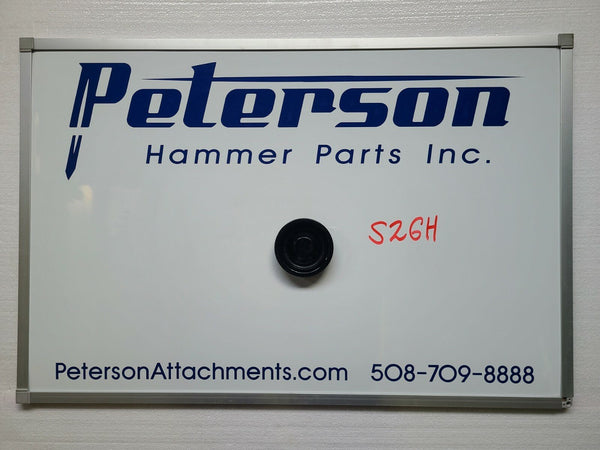 Peterson
Hammer Parts Inc.
S26H
PetersonAttachments.com 508-709-8888